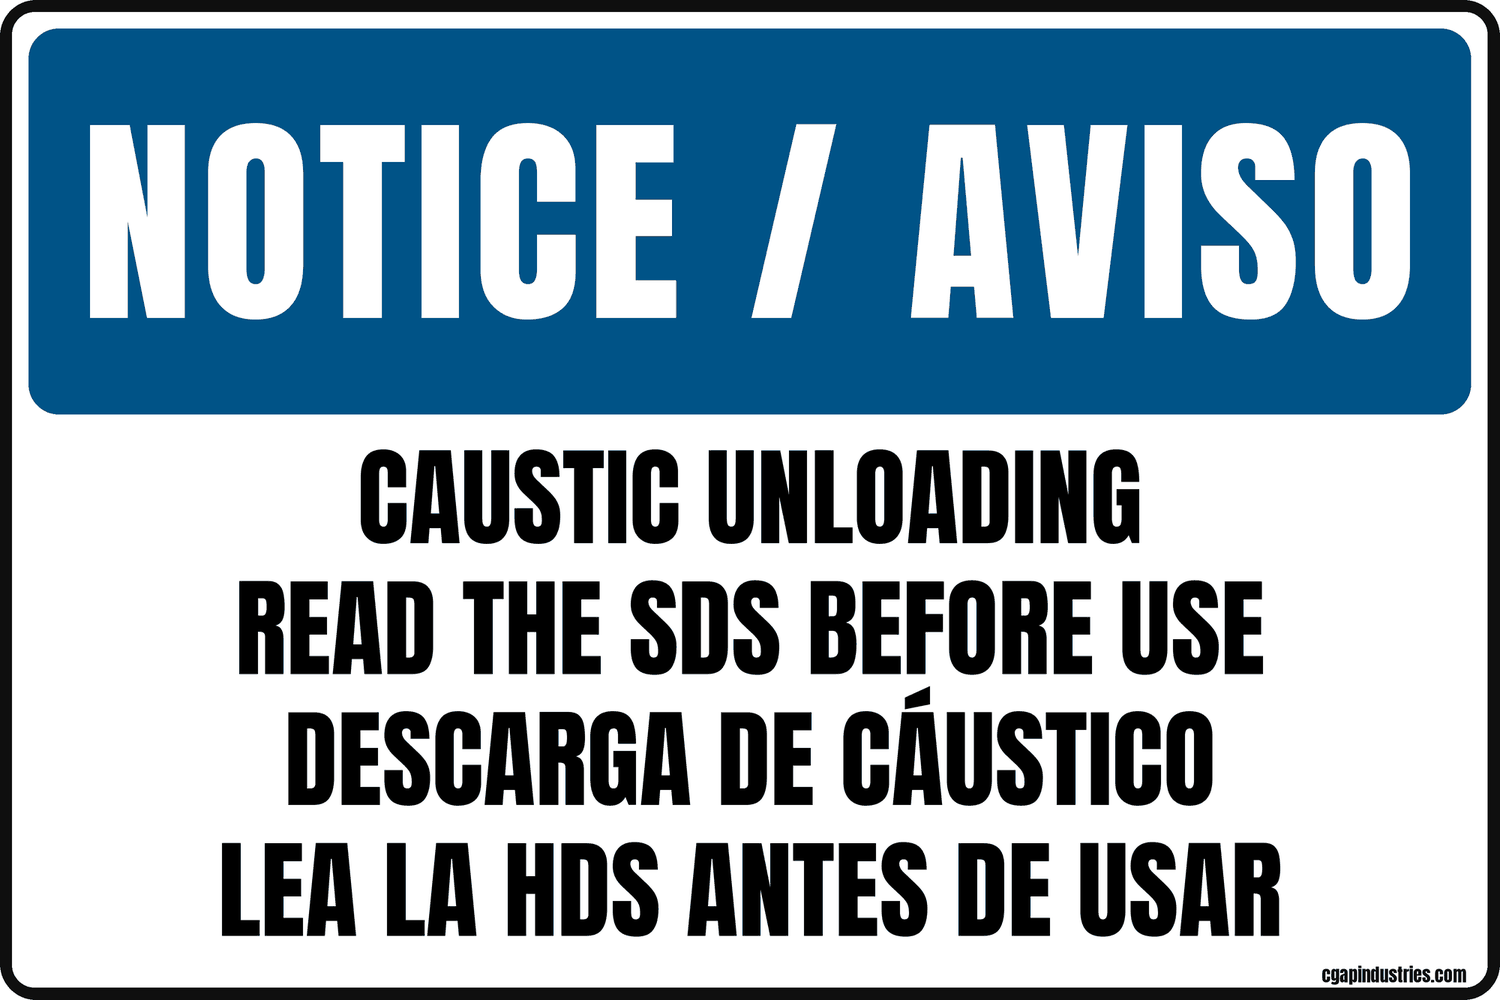 NOTICE / AVISO
CAUSTIC UNLOADING
READ THE SDS BEFORE USE
DESCARGA DE CÁUSTICO
LEA LA HDS ANTES DE USAR
cgapindustries.com